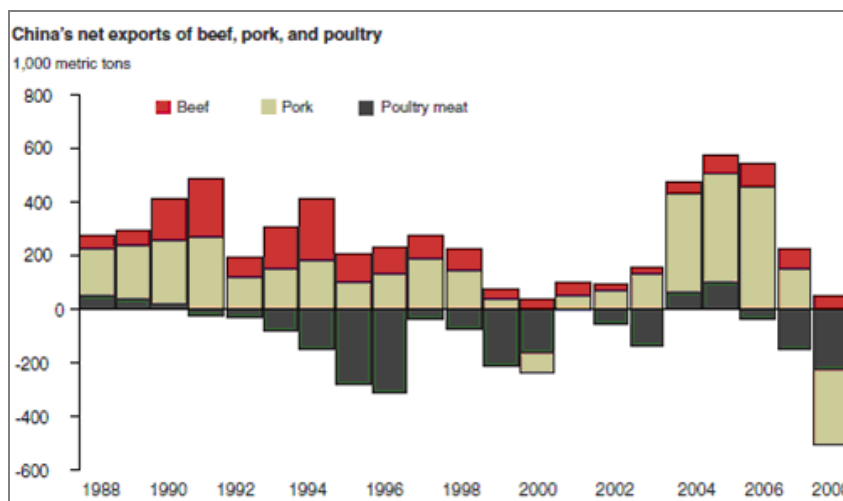 China's net exports of beef, pork, and poultry
1,000 metric tons
Beef Pork Poultry meat
800
600
400
200
0
-200
-400
-600
1988 1990 1992 1994 1996 1998 2000 2002 2004 2006